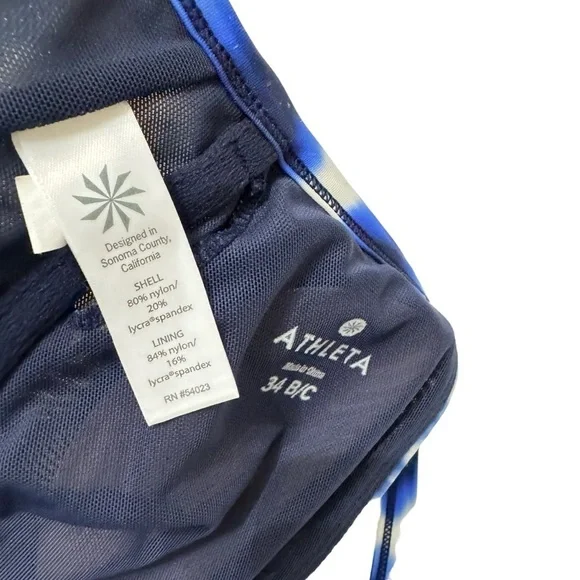 Designed in
Sonoma County,
California
SHELL
80% nylon/
20%
lycra®spandex
LINING
84% nylon/
16%
lycra®spandex
RN #54023
ATHLETA
Made in China
34 B/C